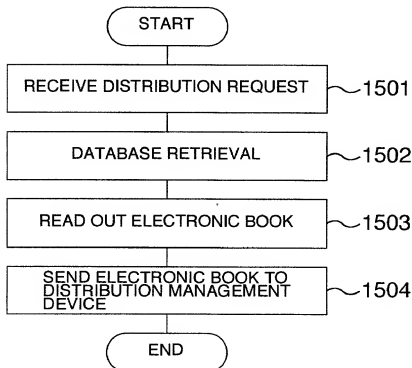 START
RECEIVE DISTRIBUTION REQUEST
1501
DATABASE RETRIEVAL
1502
READ OUT ELECTRONIC BOOK
1503
SEND ELECTRONIC BOOK TO
DISTRIBUTION MANAGEMENT
DEVICE
1504
END